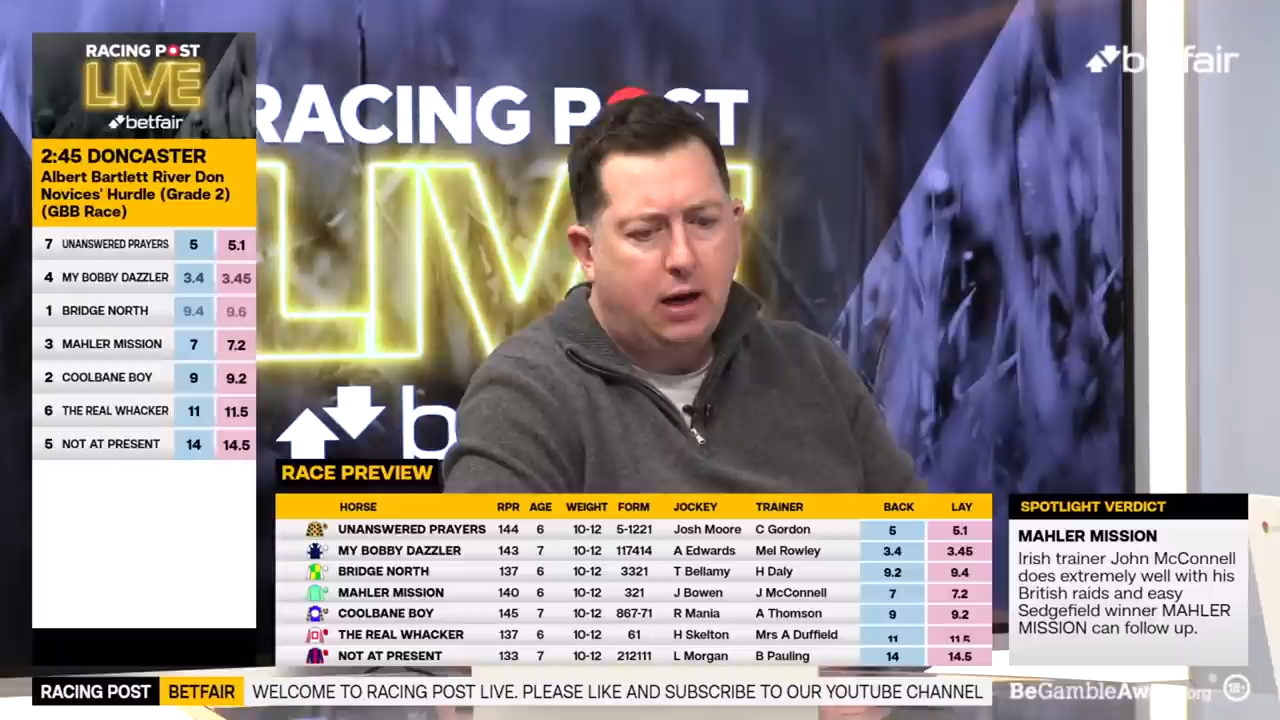 RACING POST
LIVE
betfair
2:45 DONCASTER
Albert Bartlett River Don
Novices' Hurdle (Grade 2)
(GBB Race)
7 UNANSWERED PRAYERS 5 5.1
4 MY BOBBY DAZZLER 3.4 3.45
1 BRIDGE NORTH 9.4 9.6
3 MAHLER MISSION 7 7.2
2 COOLBANE BOY 9 9.2
6 THE REAL WHACKER 11 11.5
5 NOT AT PRESENT 14 14.5
RACING POST
LIVE
b
betfair
RACE PREVIEW
HORSE RPR AGE WEIGHT FORM JOCKEY TRAINER BACK LAY
UNANSWERED PRAYERS 144 6 10-12 5-1221 Josh Moore C Gordon 5 5.1
MY BOBBY DAZZLER 143 7 10-12 117414 A Edwards Mel Rowley 3.4 3.45
BRIDGE NORTH 137 6 10-12 3321 T Bellamy H Daly 9.2 9.4
MAHLER MISSION 140 6 10-12 321 J Bowen J McConnell 7 7.2
COOLBANE BOY 145 7 10-12 867-71 R Mania A Thomson 9 9.2
THE REAL WHACKER 137 6 10-12 61 H Skelton Mrs A Duffield 11 11.5
NOT AT PRESENT 133 7 10-12 212111 L Morgan B Pauling 14 14.5
SPOTLIGHT VERDICT
MAHLER MISSION
Irish trainer John McConnell
does extremely well with his
British raids and easy
Sedgefield winner MAHLER
MISSION can follow up.
RACING POST BETFAIR WELCOME TO RACING POST LIVE. PLEASE LIKE AND SUBSCRIBE TO OUR YOUTUBE CHANNEL
BeGambleAware.org 18+